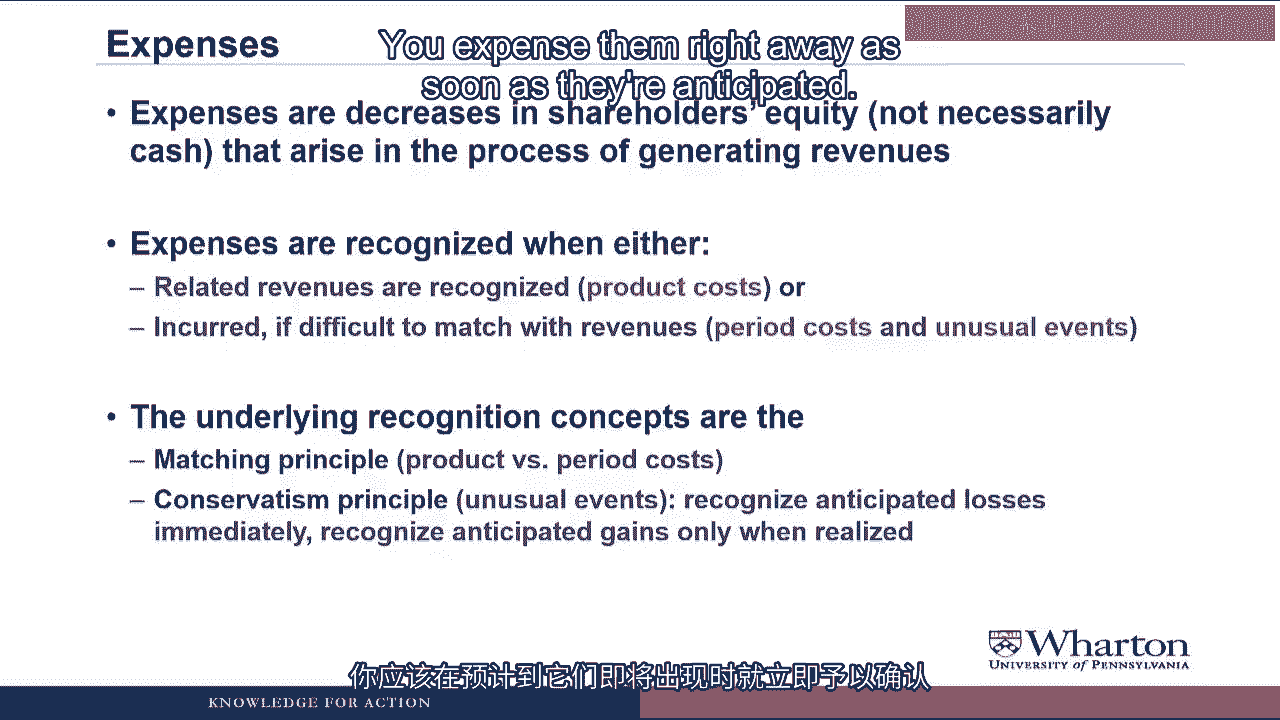 Expenses
You expense them right away as
soon as they're anticipated.
• Expenses are decreases in shareholders' equity (not necessarily
cash) that arise in the process of generating revenues
• Expenses are recognized when either:
– Related revenues are recognized (product costs) or
– Incurred, if difficult to match with revenues (period costs and unusual events)
• The underlying recognition concepts are the
– Matching principle (product vs. period costs)
– Conservatism principle (unusual events): recognize anticipated losses
immediately, recognize anticipated gains only when realized
Wharton
UNIVERSITY of PENNSYLVANIA
你应该在预计到它们即将出现时就立即予以确认
KNOWLEDGE FOR ACTION